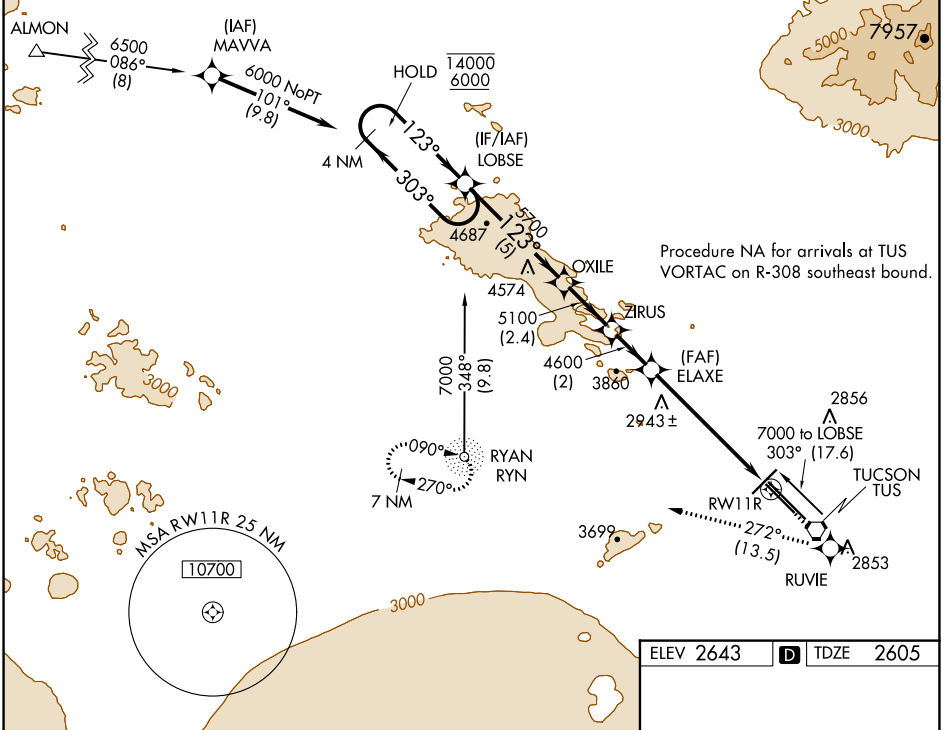 ALMON
6500
086°
(8)
(IAF)
MAVVA
6000 NoPT
101°
(9.8)
HOLD
14000
6000
7957
5000
3000
4 NM
123°
303°
(IF/IAF)
LOBSE
4687
5700
123°
(5)
4574
OXILE
Procedure NA for arrivals at TUS
VORTAC on R-308 southeast bound.
5100
(2.4)
ZIRUS
4600
(2)
3860
(FAF)
ELAXE
2943±
3000
7000
348°
(9.8)
090°
270°
7 NM
RYAN
RYN
2856
7000 to LOBSE
303° (17.6)
TUCSON
TUS
RW11R
272°
(13.5)
RUVIE
2853
3699
MSA RW11R 25 NM
10700
3000
ELEV 2643
D
TDZE 2605